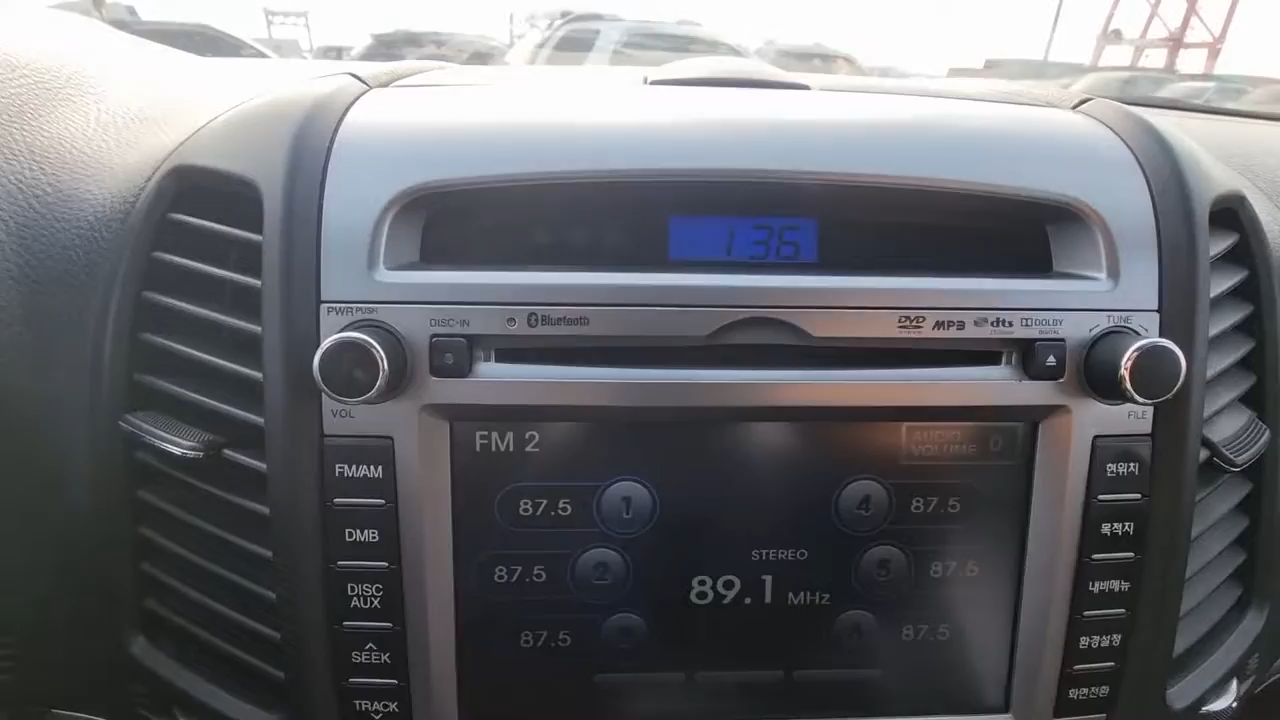 1:36
PWR PUSH
DISC-IN
Bluetooth
DVD
MP3
dts
DOLBY
DIGITAL
TUNE
VOL
FILE
FM 2
AUDIO
VOLUME 0
FM/AM
현위치
87.5 1
4 87.5
DMB
목적지
STEREO
87.5 2
5 87.5
89.1 MHz
DISC
AUX
내비메뉴
87.5
87.5
SEEK
환경설정
TRACK
화면전환